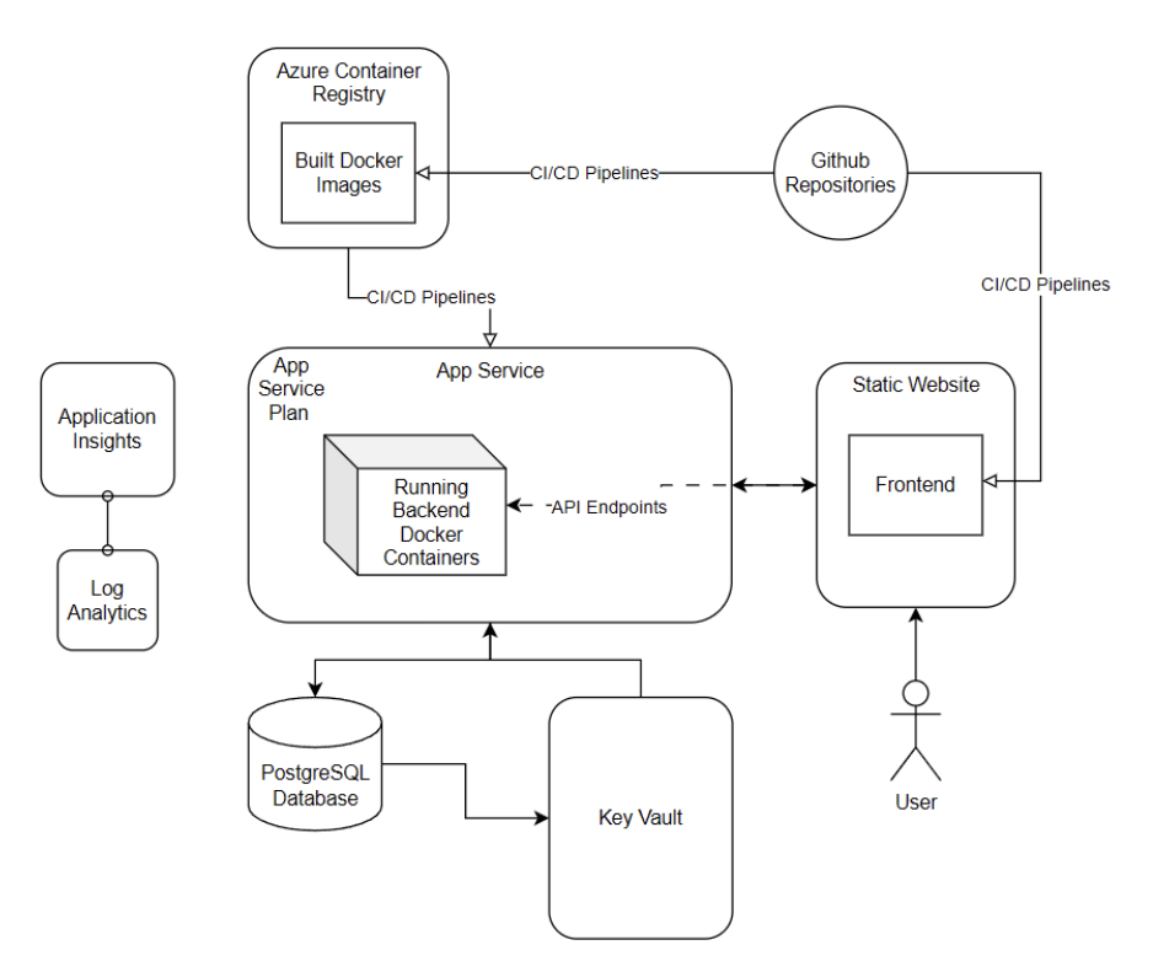 Azure Container
Registry
Built Docker
Images
CI/CD Pipelines
Github
Repositories
CI/CD Pipelines
CI/CD Pipelines
App
Service
Plan
App Service
Static Website
Application
Insights
Running
Backend
Docker
Containers
API Endpoints
Frontend
Log
Analytics
PostgreSQL
Database
Key Vault
User